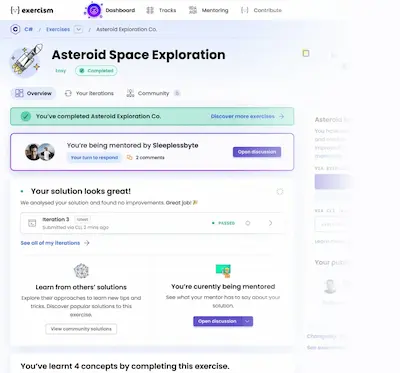 exercism
Dashboard
Tracks
Mentoring
Contribute
C#
Exercises
Asteroid Exploration Co.
Asteroid Space Exploration
Easy
Completed
Overview
Your Iterations
Community
You've completed Asteroid Exploration Co.
Discover more exercises
You're being mentored by Sleeplessbyte
Your turn to respond
2 comments
Open discussion
Your solution looks great!
We analysed your solution and found no improvements. Great job!
Iteration 3
Submitted via CLI, 2 mins ago
PASSED
See all of my iterations
Learn from others' solutions
Explore their approaches to learn new tips and
tricks. Discover popular solutions to this
exercise.
View community solutions
You're curently being mentored
See what your mentor has to say about your
solution.
Open discussion
You've learnt 4 concepts by completing this exercise.